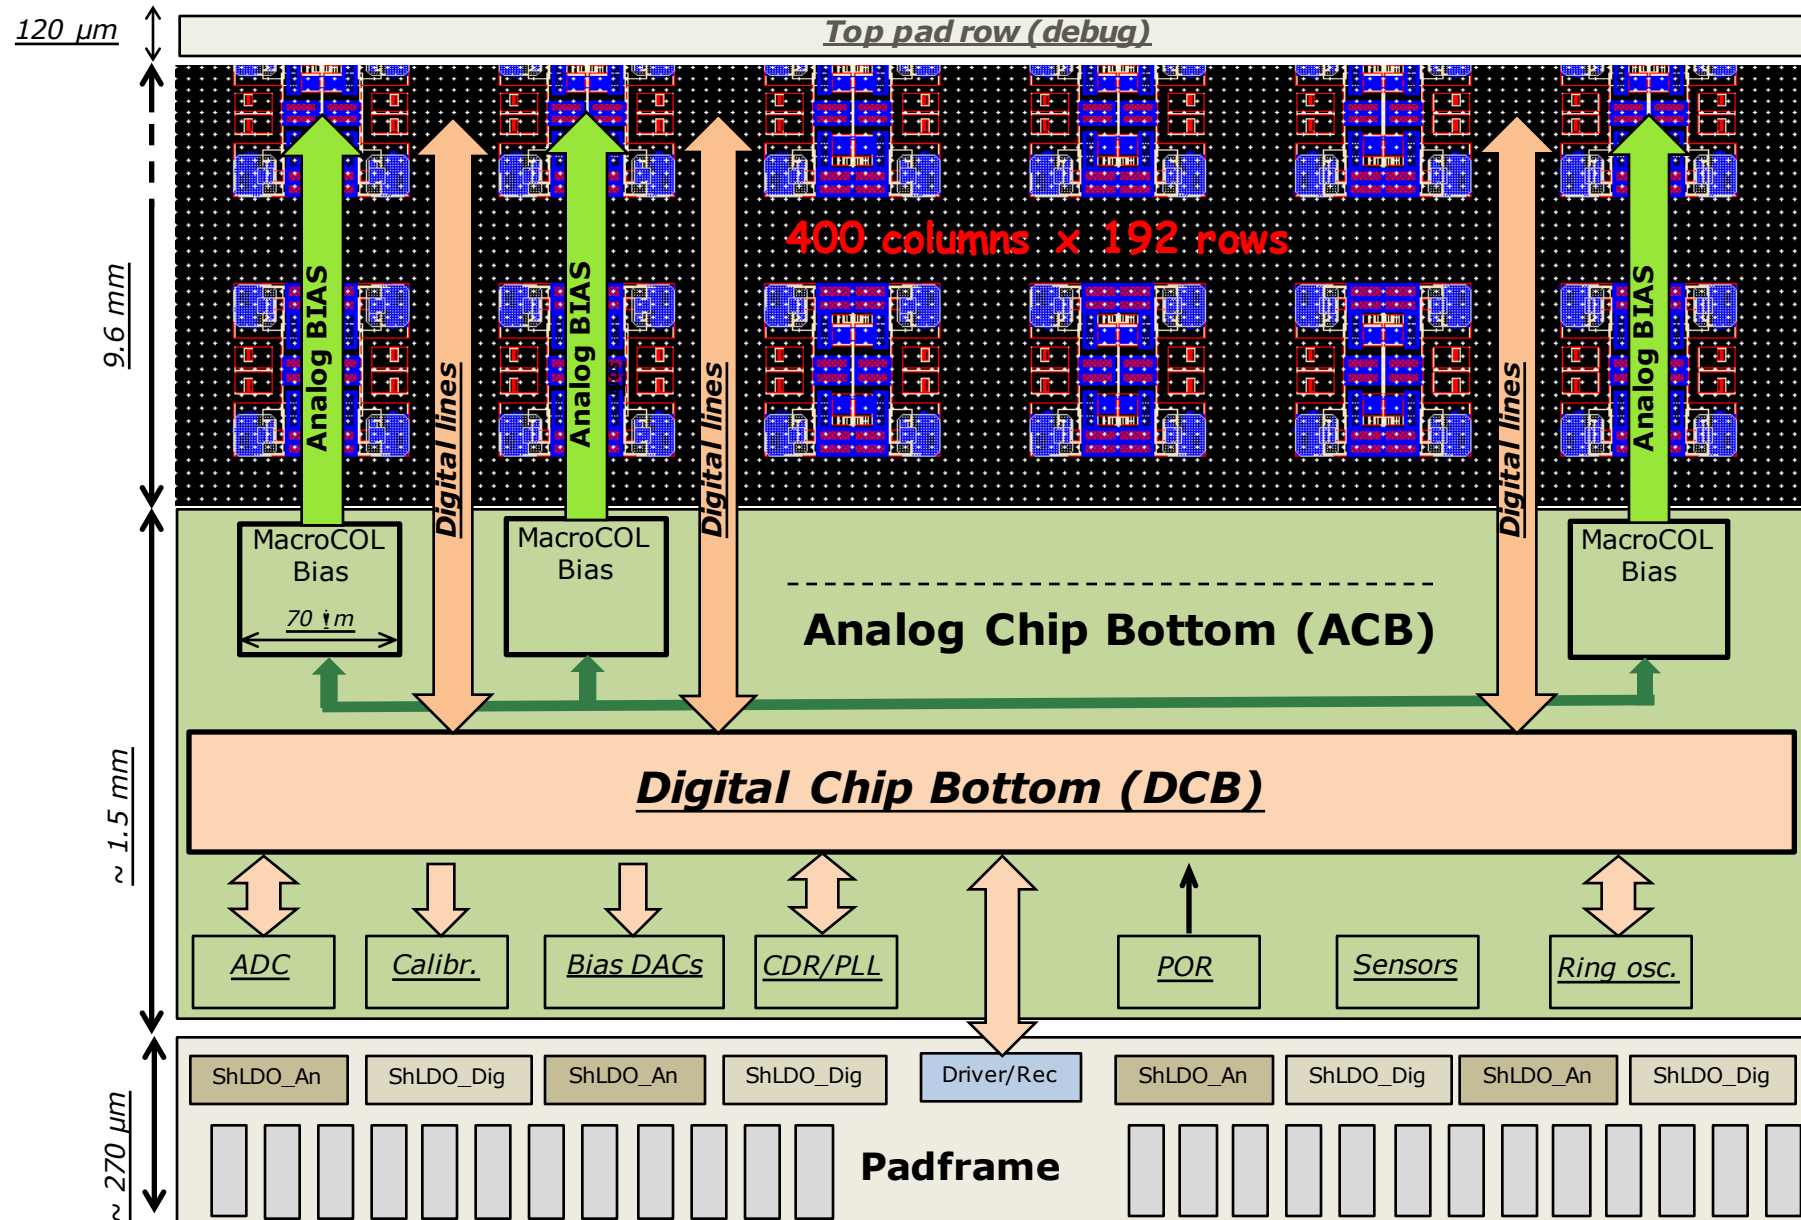 120 µm
Top pad row (debug)
400 columns x 192 rows
9.6 mm
Analog BIAS
Digital lines
Analog BIAS
Digital lines
Digital lines
Analog BIAS
MacroCOL
Bias
70
MacroCOL
Bias
MacroCOL
Bias
Analog Chip Bottom (ACB)
~ 1.5 mm
Digital Chip Bottom (DCB)
ADC
Calibr.
Bias DACs
CDR/PLL
POR
Sensors
Ring osc.
ShLDO_An
ShLDO_Dig
ShLDO_An
ShLDO_Dig
Driver/Rec
ShLDO_An
ShLDO_Dig
ShLDO_An
ShLDO_Dig
~ 270 µm
Padframe